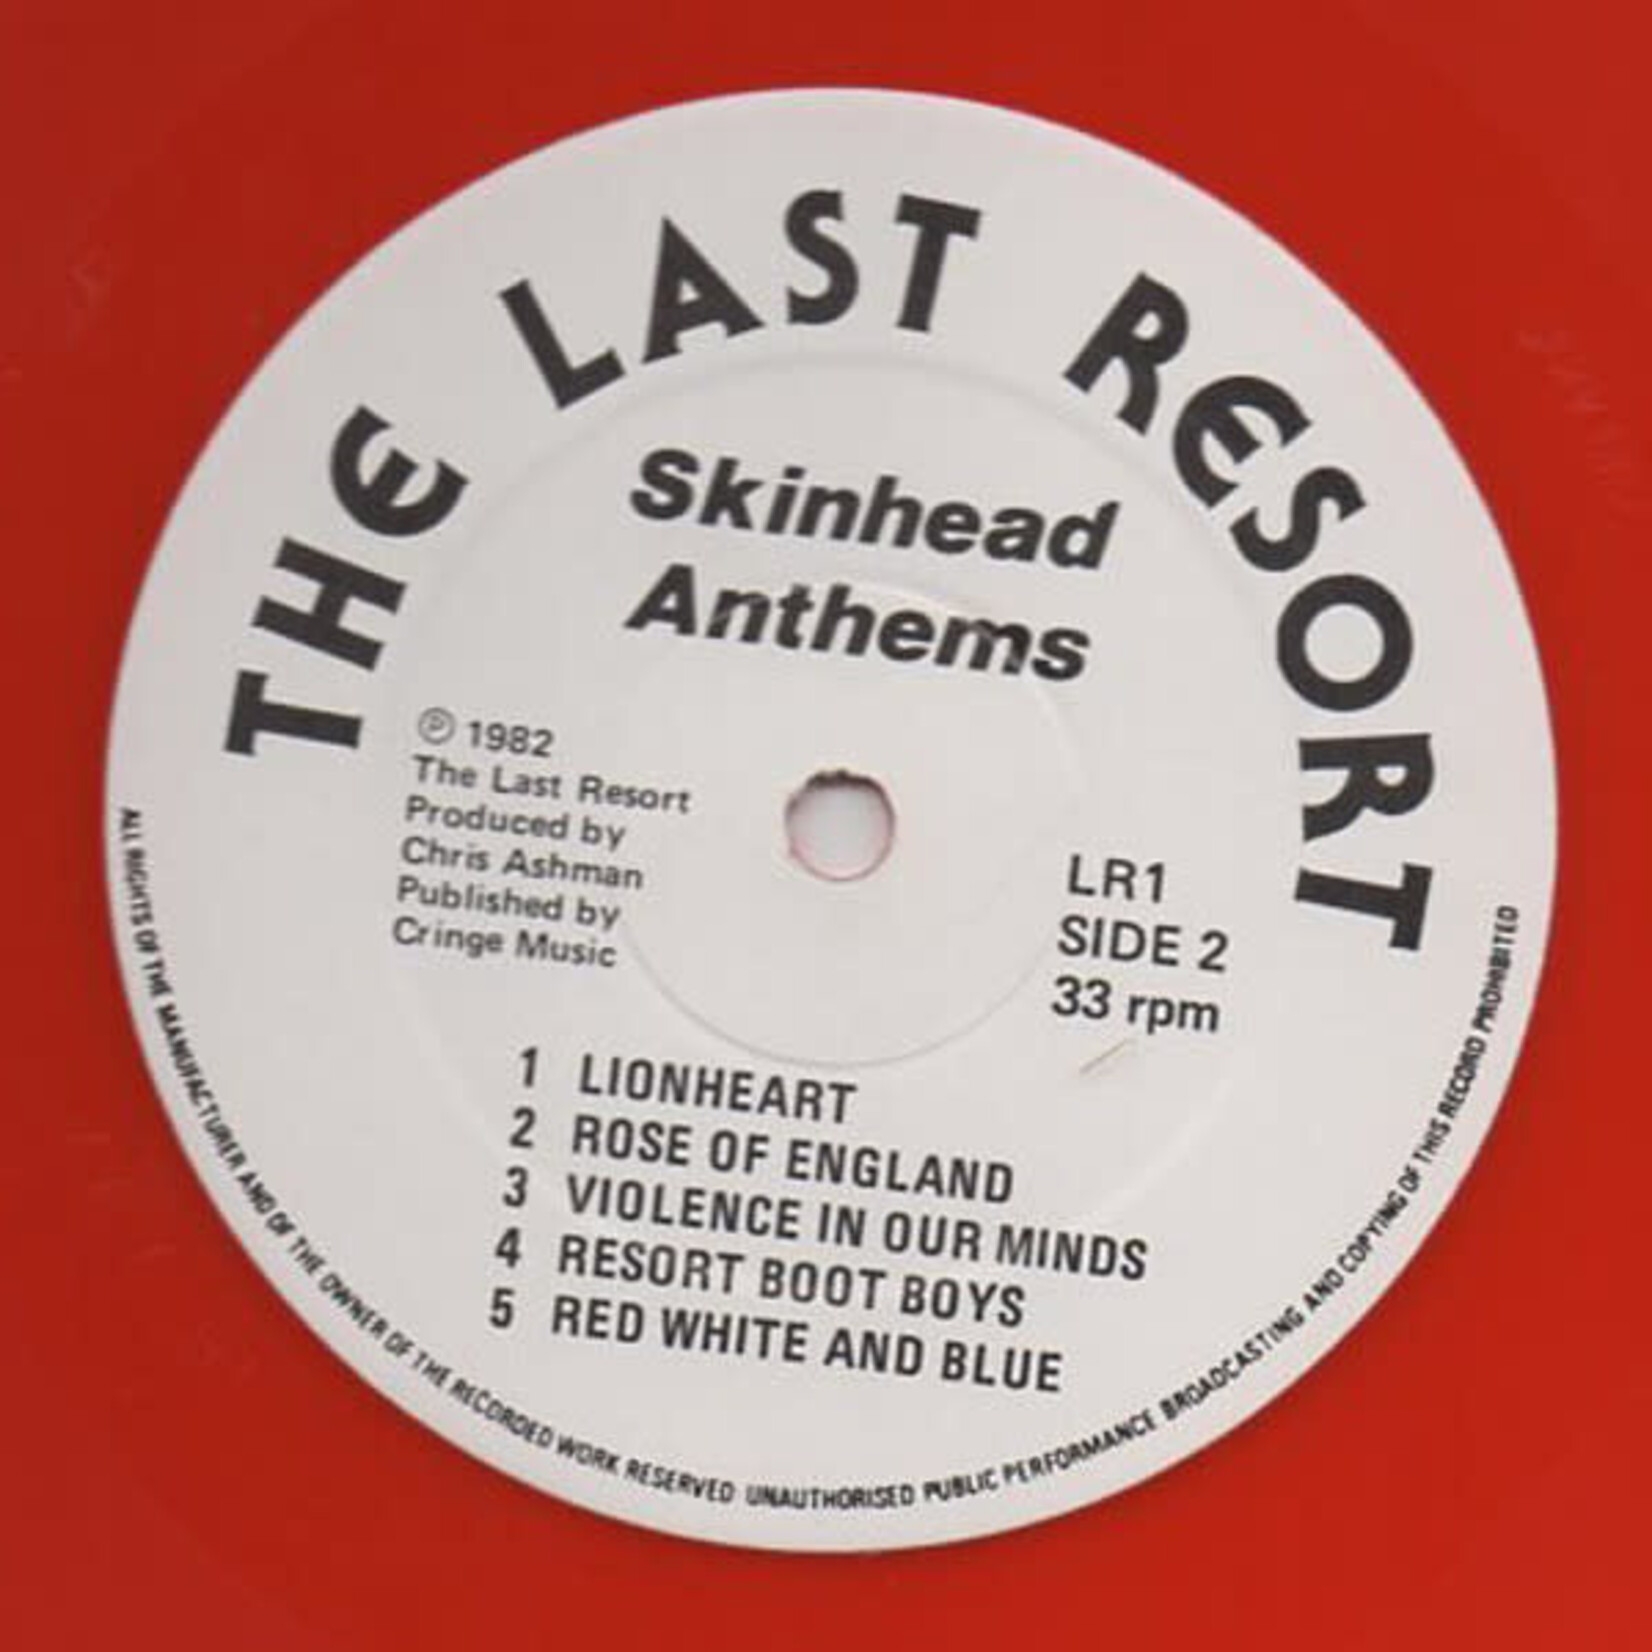 THE LAST RESORT
Skinhead
Anthems
Ⓟ 1982
The Last Resort
Produced by
Chris Ashman
Published by
Cringe Music
LR1
SIDE 2
33 rpm
1 LIONHEART
2 ROSE OF ENGLAND
3 VIOLENCE IN OUR MINDS
4 RESORT BOOT BOYS
5 RED WHITE AND BLUE
ALL RIGHTS OF THE MANUFACTURER AND OF THE OWNER OF THE RECORDED WORK RESERVED UNAUTHORISED PUBLIC PERFORMANCE BROADCASTING AND COPYING OF THIS RECORD PROHIBITED